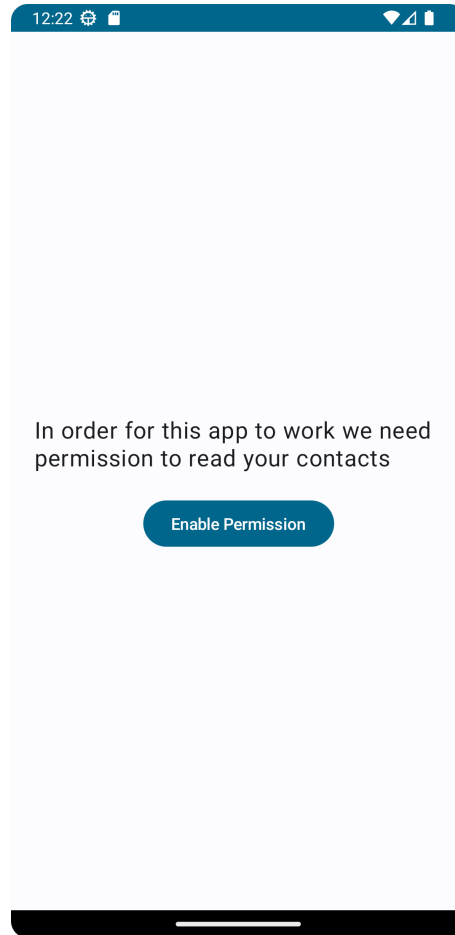 12:22
In order for this app to work we need
permission to read your contacts
Enable Permission